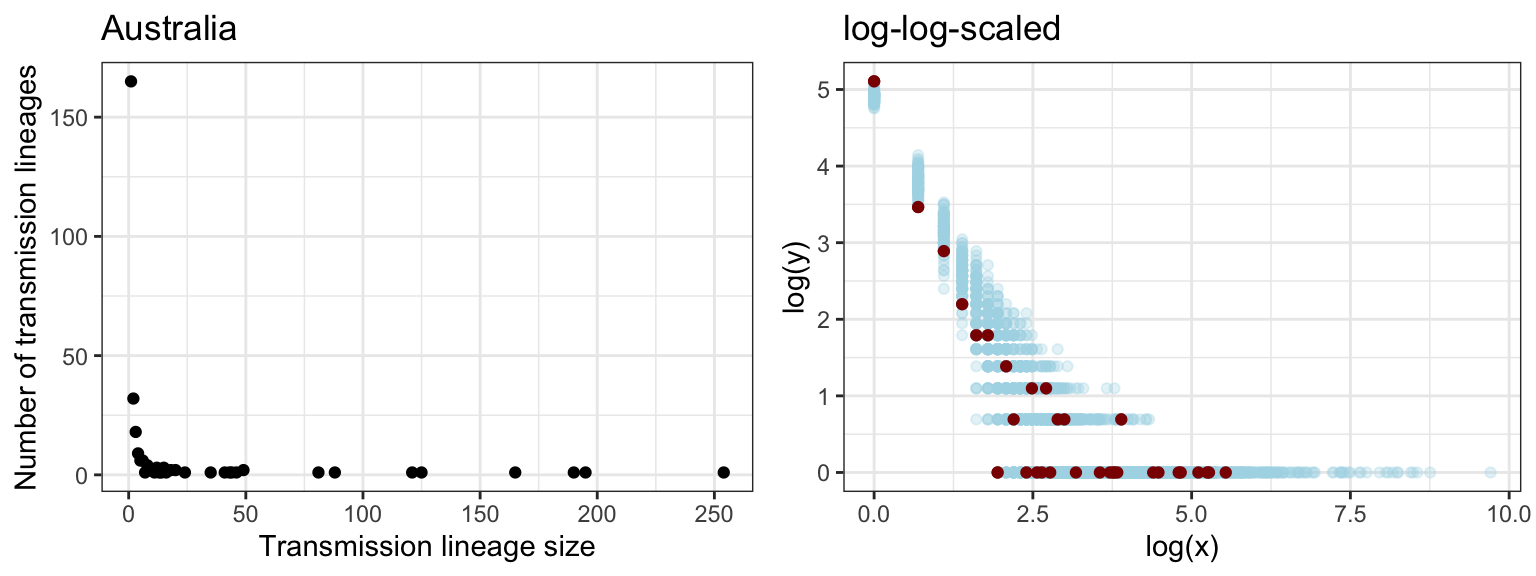 Australia
Number of transmission lineages
150
100
50
0
0 50 100 150 200 250
Transmission lineage size
log-log-scaled
log(y)
5
4
3
2
1
0
0.0 2.5 5.0 7.5 10.0
log(x)